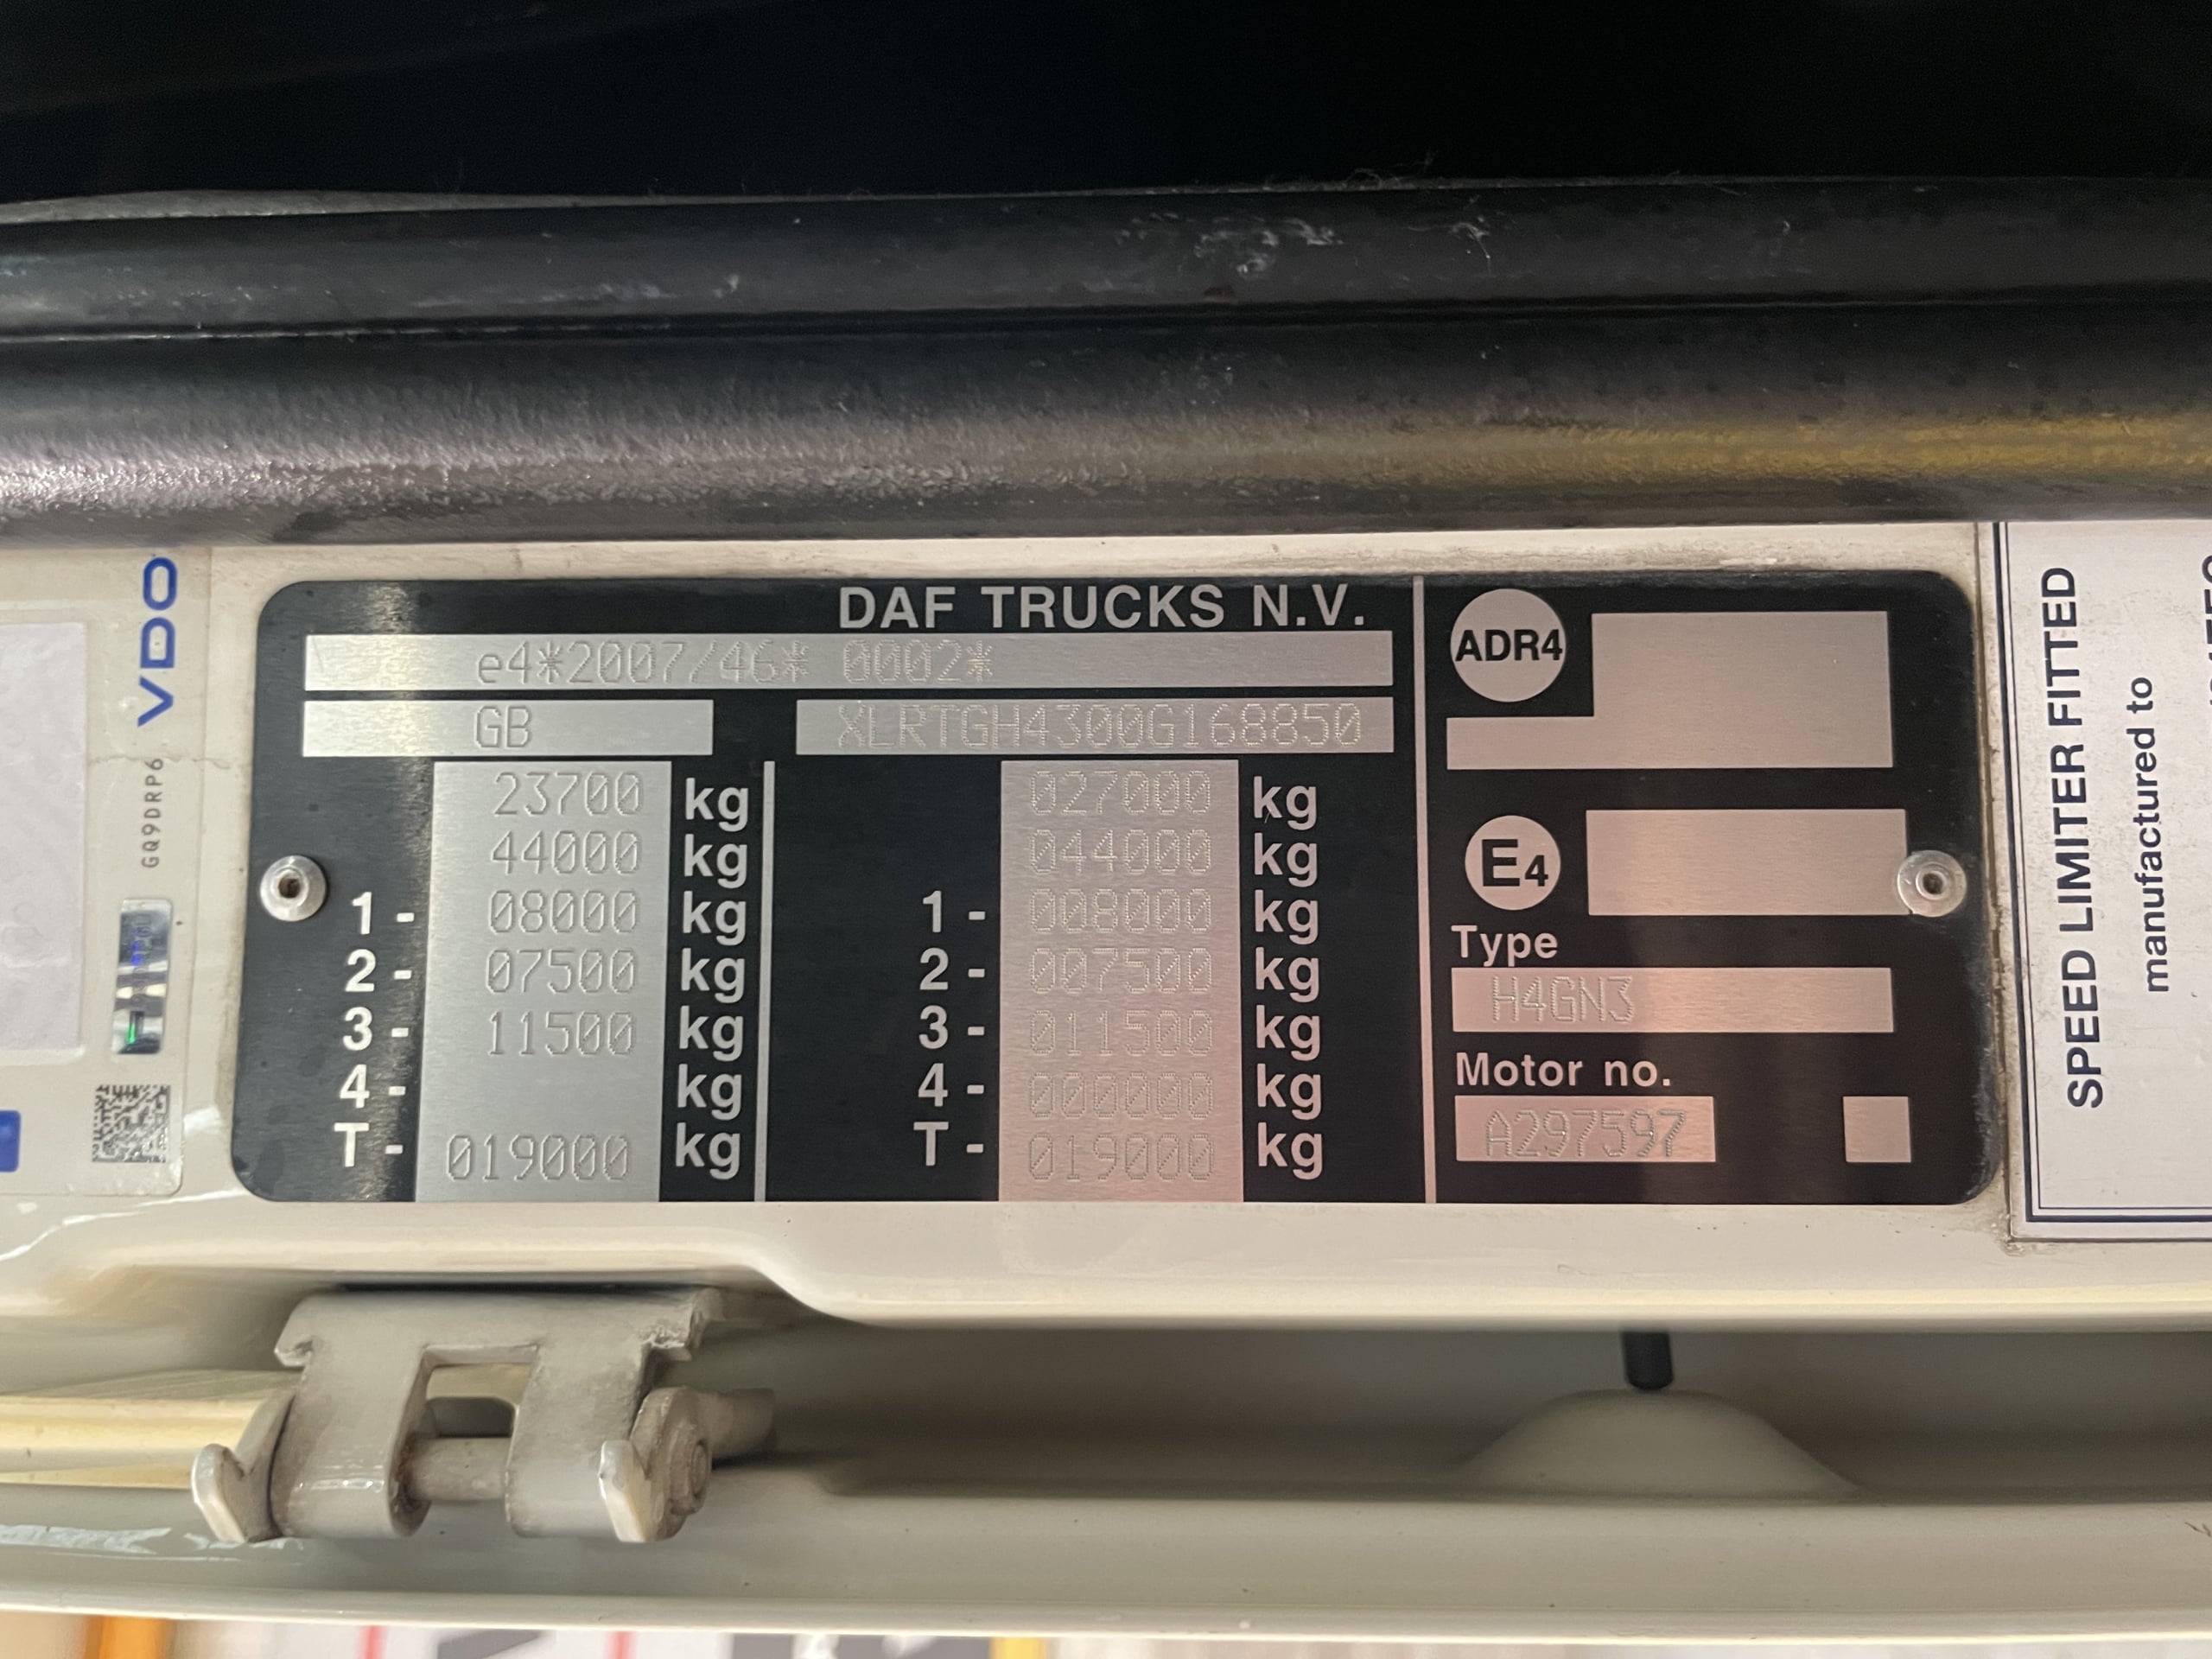 DAF TRUCKS N.V.
e4*2007/46* 0002*
GB XLRTGH4300G168850
23700 kg 027000 kg
44000 kg 044000 kg
1- 08000 kg 1- 008000 kg
2- 07500 kg 2- 007500 kg
3- 11500 kg 3- 011500 kg
4- kg 4- 000000 kg
T- 019000 kg T- 019000 kg
ADR4
E4
Type
H4GN3
Motor no.
A297597
VDO
GQ9DRP6
SPEED LIMITER FITTED
manufactured to